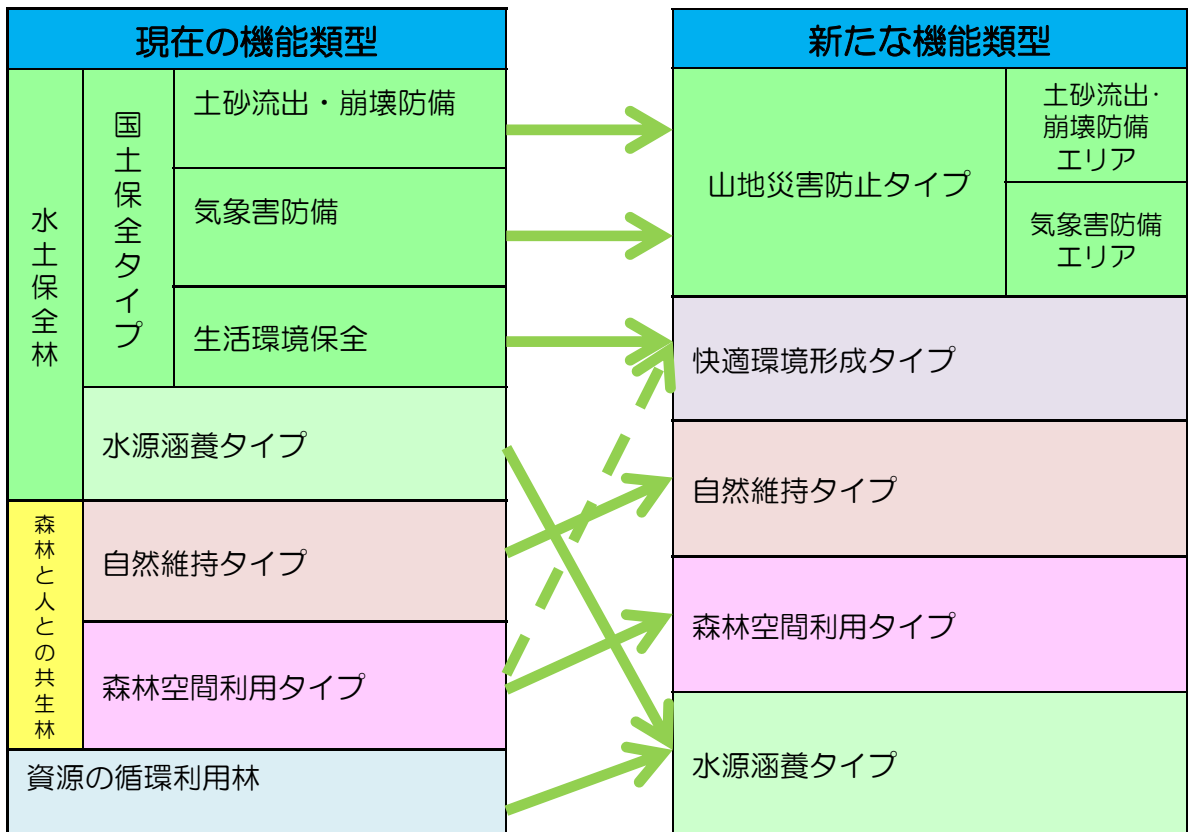 現在の機能類型
水土保全林
国土保全タイプ
土砂流出・崩壊防備
気象害防備
生活環境保全
水源涵養タイプ
森林と人との共生林
自然維持タイプ
森林空間利用タイプ
資源の循環利用林
新たな機能類型
山地災害防止タイプ
土砂流出・
崩壊防備
エリア
気象害防備
エリア
快適環境形成タイプ
自然維持タイプ
森林空間利用タイプ
水源涵養タイプ